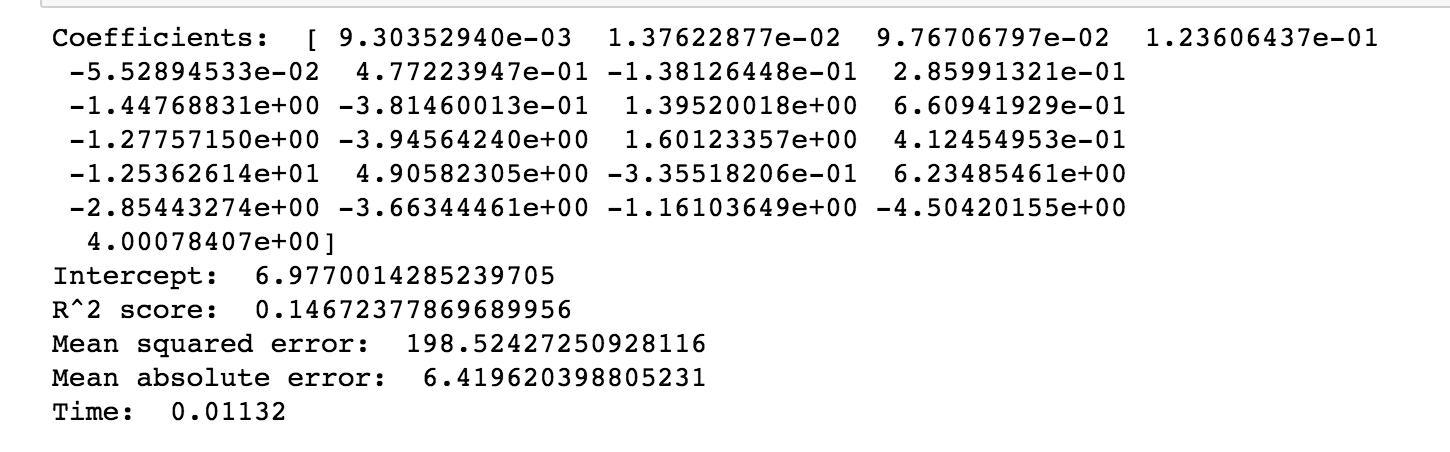 Coefficients:  [ 9.30352940e-03  1.37622877e-02  9.76706797e-02  1.23606437e-01
 -5.52894533e-02  4.77223947e-01 -1.38126448e-01  2.85991321e-01
 -1.44768831e+00 -3.81460013e-01  1.39520018e+00  6.60941929e-01
 -1.27757150e+00 -3.94564240e+00  1.60123357e+00  4.12454953e-01
 -1.25362614e+01  4.90582305e+00 -3.35518206e-01  6.23485461e+00
 -2.85443274e+00 -3.66344461e+00 -1.16103649e+00 -4.50420155e+00
  4.00078407e+00]
Intercept:  6.9770014285239705
R^2 score:  0.14672377869689956
Mean squared error:  198.52427250928116
Mean absolute error:  6.419620398805231
Time:  0.01132